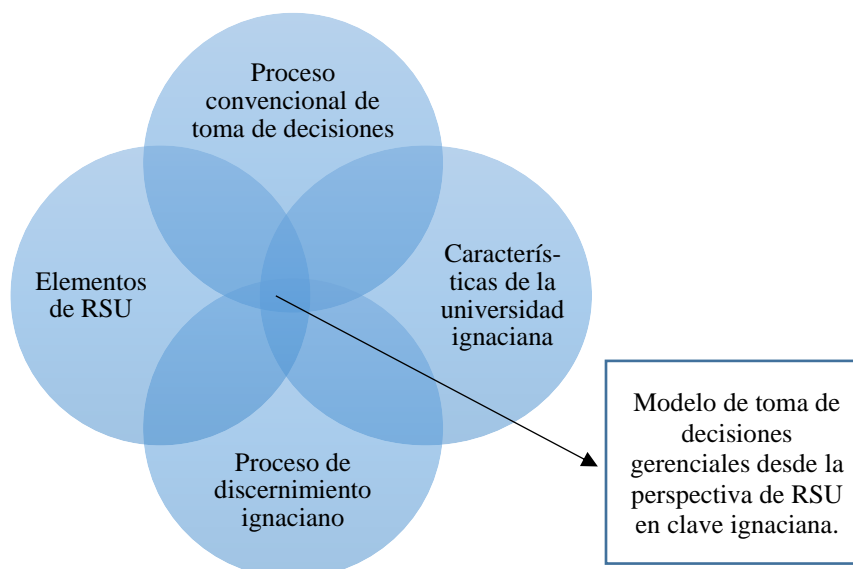 Proceso
convencional de
toma de decisiones
Elementos
de RSU
Caracterís-
ticas de la
universidad
ignaciana
Proceso de
discernimiento
ignaciano
Modelo de toma de
decisiones
gerenciales desde la
perspectiva de RSU
en clave ignaciana.